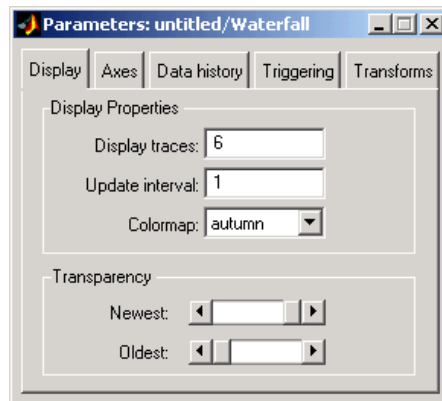 Parameters: untitled/Waterfall
Display Axes Data history Triggering Transforms
Display Properties
Display traces: 6
Update interval: 1
Colormap: autumn
Transparency
Newest:
Oldest: